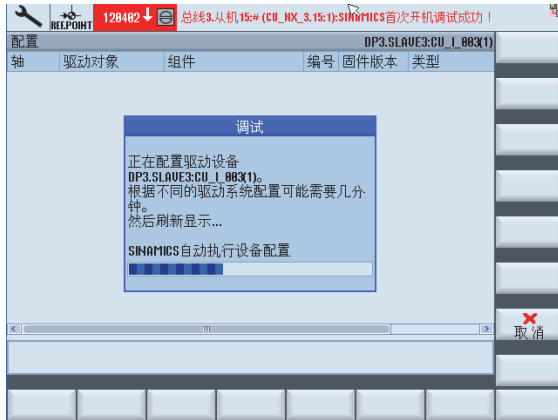 REF.POINT
120402 总线3.从机15:# (CU_NX_3.15:1):SINAMICS首次开机调试成功！
配置 DP3.SLAVE3:CU_I_003(1)
轴 驱动对象 组件 编号 固件版本 类型
调试
正在配置驱动设备
DP3.SLAVE3:CU_I_003(1)。
根据不同的驱动系统配置可能需要几分
钟。
然后刷新显示...
SINAMICS自动执行设备配置
取消